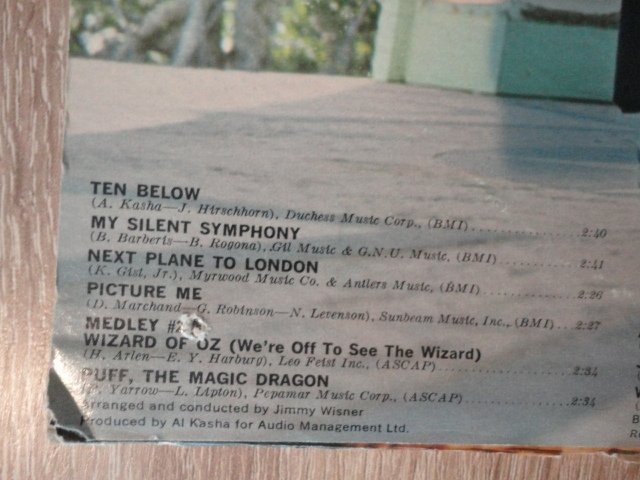 TEN BELOW
(A. Kasha—J. Hirschhorn), Duchess Music Corp., (BMI) 2:40
MY SILENT SYMPHONY
(B. Barberis—B. Rogona), Gil Music & G.N.U. Music, (BMI) 2:41
NEXT PLANE TO LONDON
(K. Gist, Jr.), Myrwood Music Co. & Antlers Music, (BMI) 2:26
PICTURE ME
(D. Marchand—G. Robinson—N. Levenson), Sunbeam Music, Inc., (BMI) 2:27
MEDLEY
WIZARD OF OZ (We're Off To See The Wizard)
(H. Arlen—E. Y. Harburg), Leo Feist Inc., (ASCAP) 2:34
PUFF, THE MAGIC DRAGON
Yarrow—L. Lipton), Pepamar Music Corp., (ASCAP) 2:34
Arranged and conducted by Jimmy Wisner
Produced by Al Kasha for Audio Management Ltd.